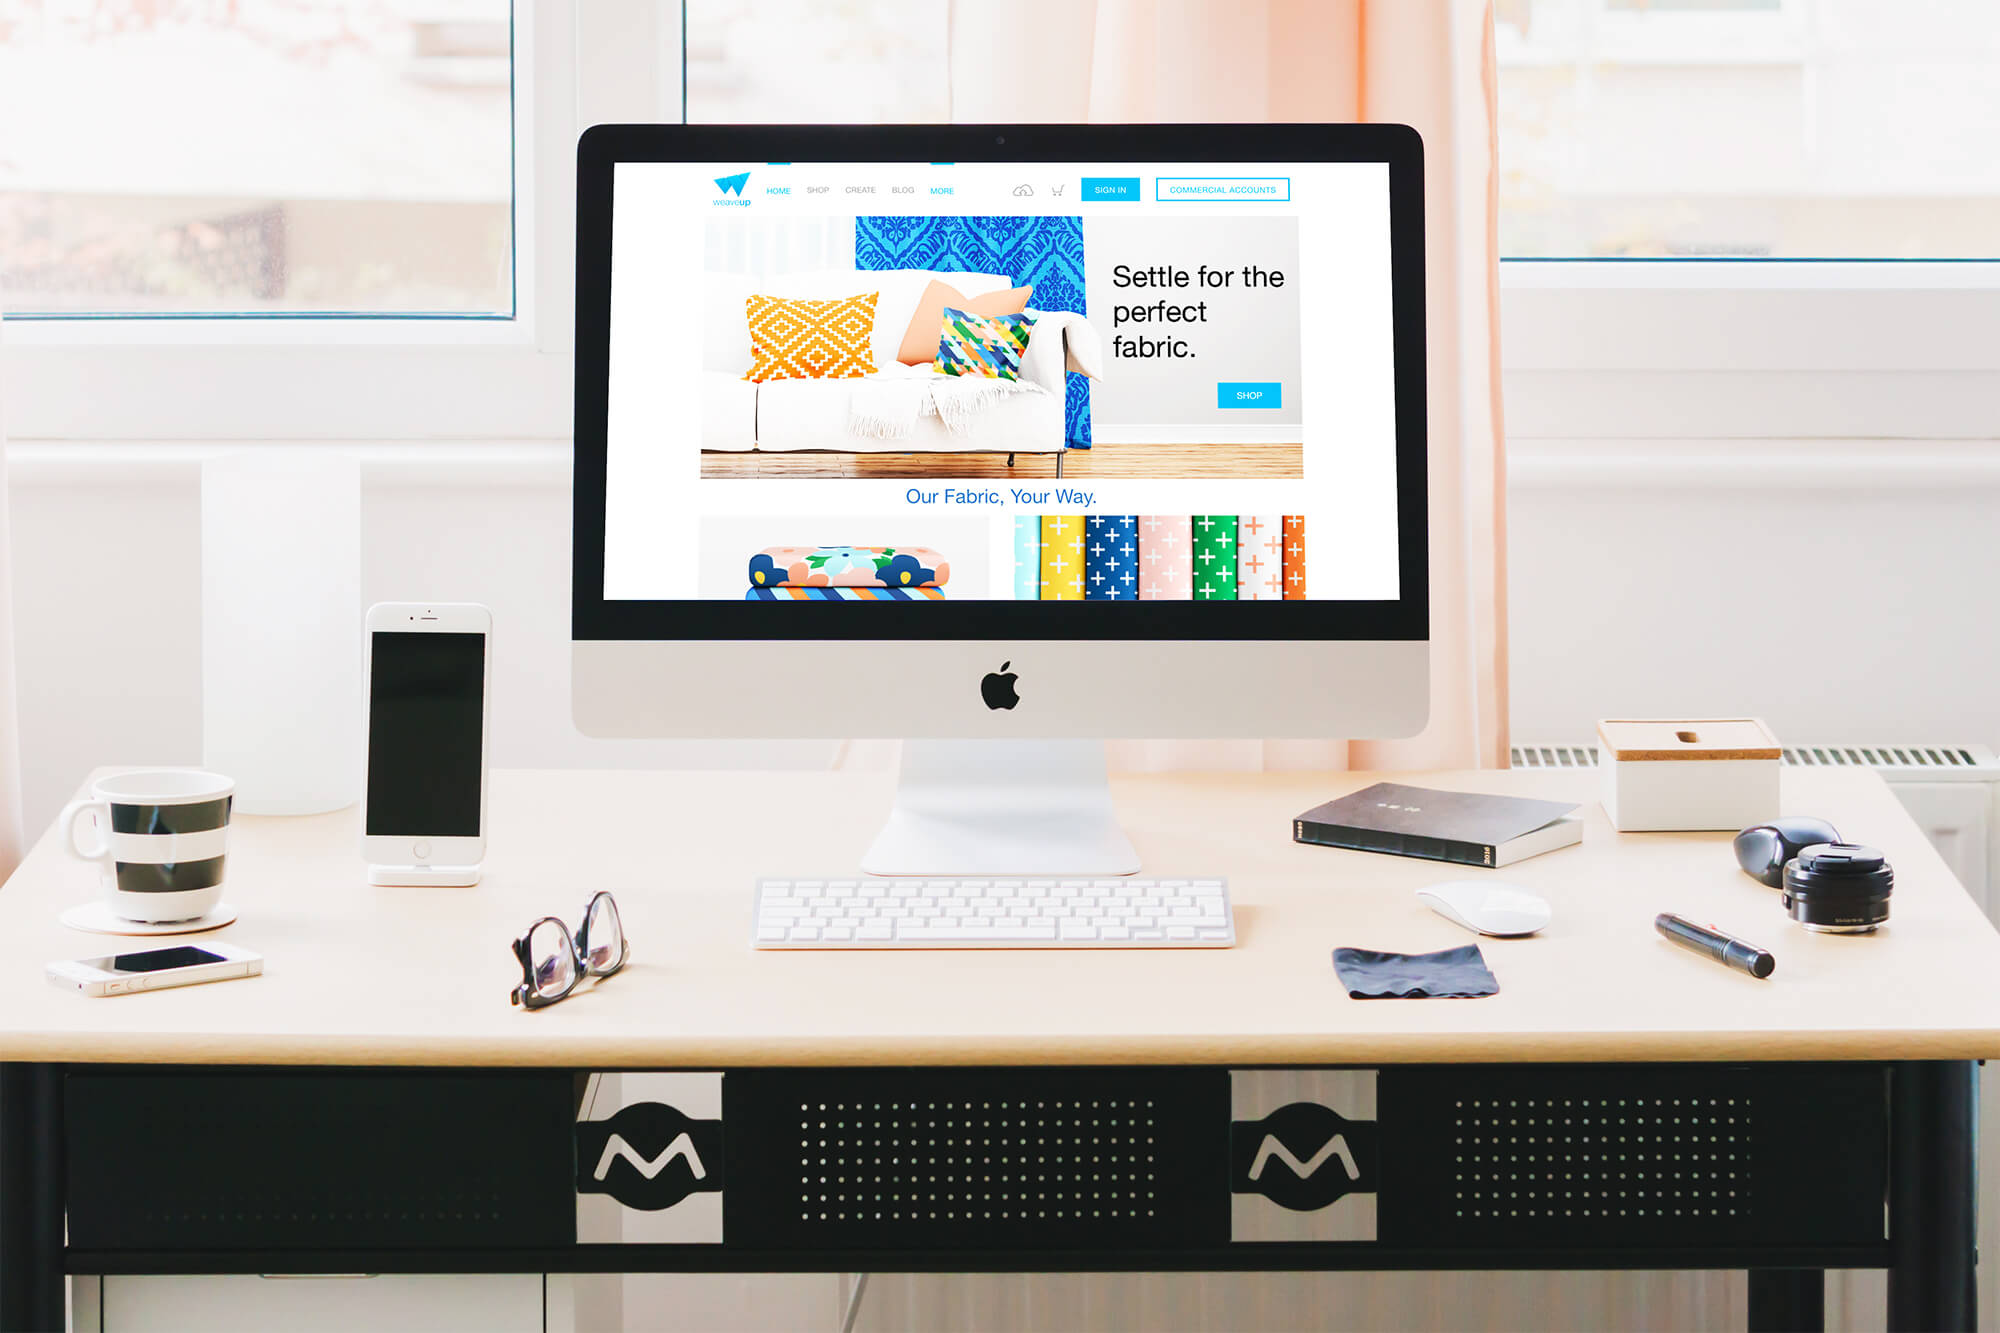 HOME SHOP CREATE BLOG MORE SIGN IN COMMERCIAL ACCOUNTS
weaveup
Settle for the
perfect
fabric.
SHOP
Our Fabric, Your Way.
2016